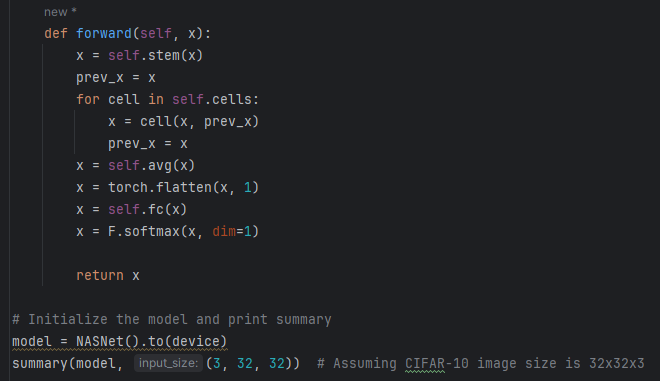 new *
def forward(self, x):
    x = self.stem(x)
    prev_x = x
    for cell in self.cells:
        x = cell(x, prev_x)
        prev_x = x
    x = self.avg(x)
    x = torch.flatten(x, 1)
    x = self.fc(x)
    x = F.softmax(x, dim=1)

    return x

# Initialize the model and print summary
model = NASNet().to(device)
summary(model, input_size: (3, 32, 32))  # Assuming CIFAR-10 image size is 32x32x3